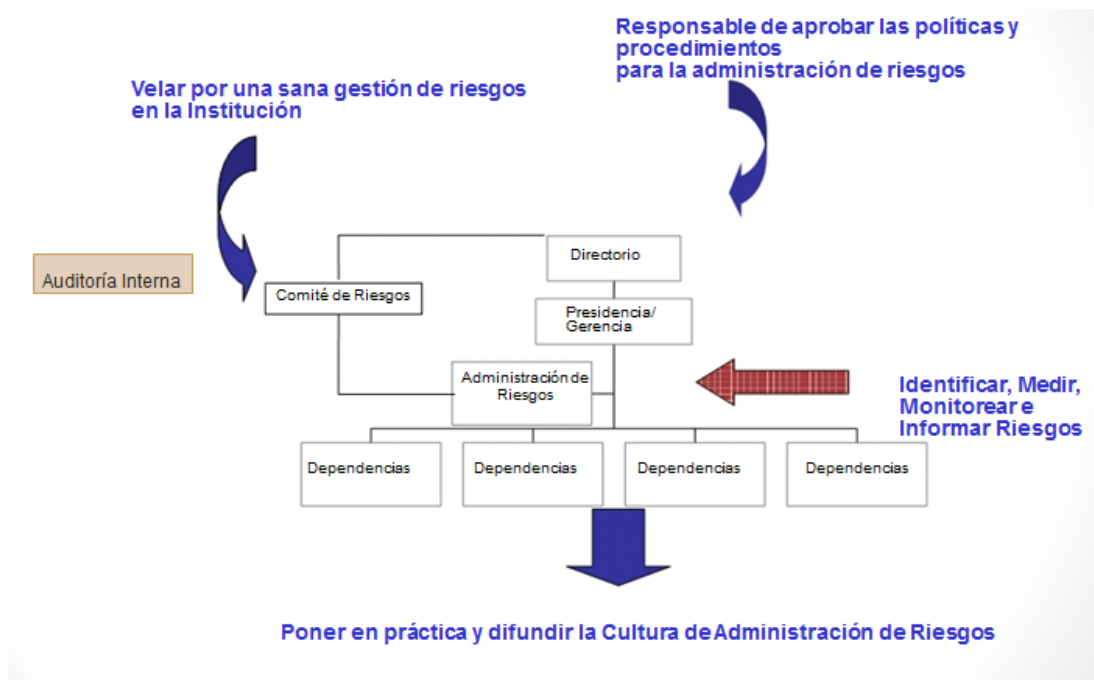 Responsable de aprobar las políticas y
procedimientos
para la administración de riesgos
Velar por una sana gestión de riesgos
en la Institución
Directorio
Auditoría Interna
Comité de Riesgos
Presidencia/
Gerencia
Administración de
Riesgos
Identificar, Medir,
Monitorear e
Informar Riesgos
Dependencias
Dependencias
Dependencias
Dependencias
Poner en práctica y difundir la Cultura de Administración de Riesgos